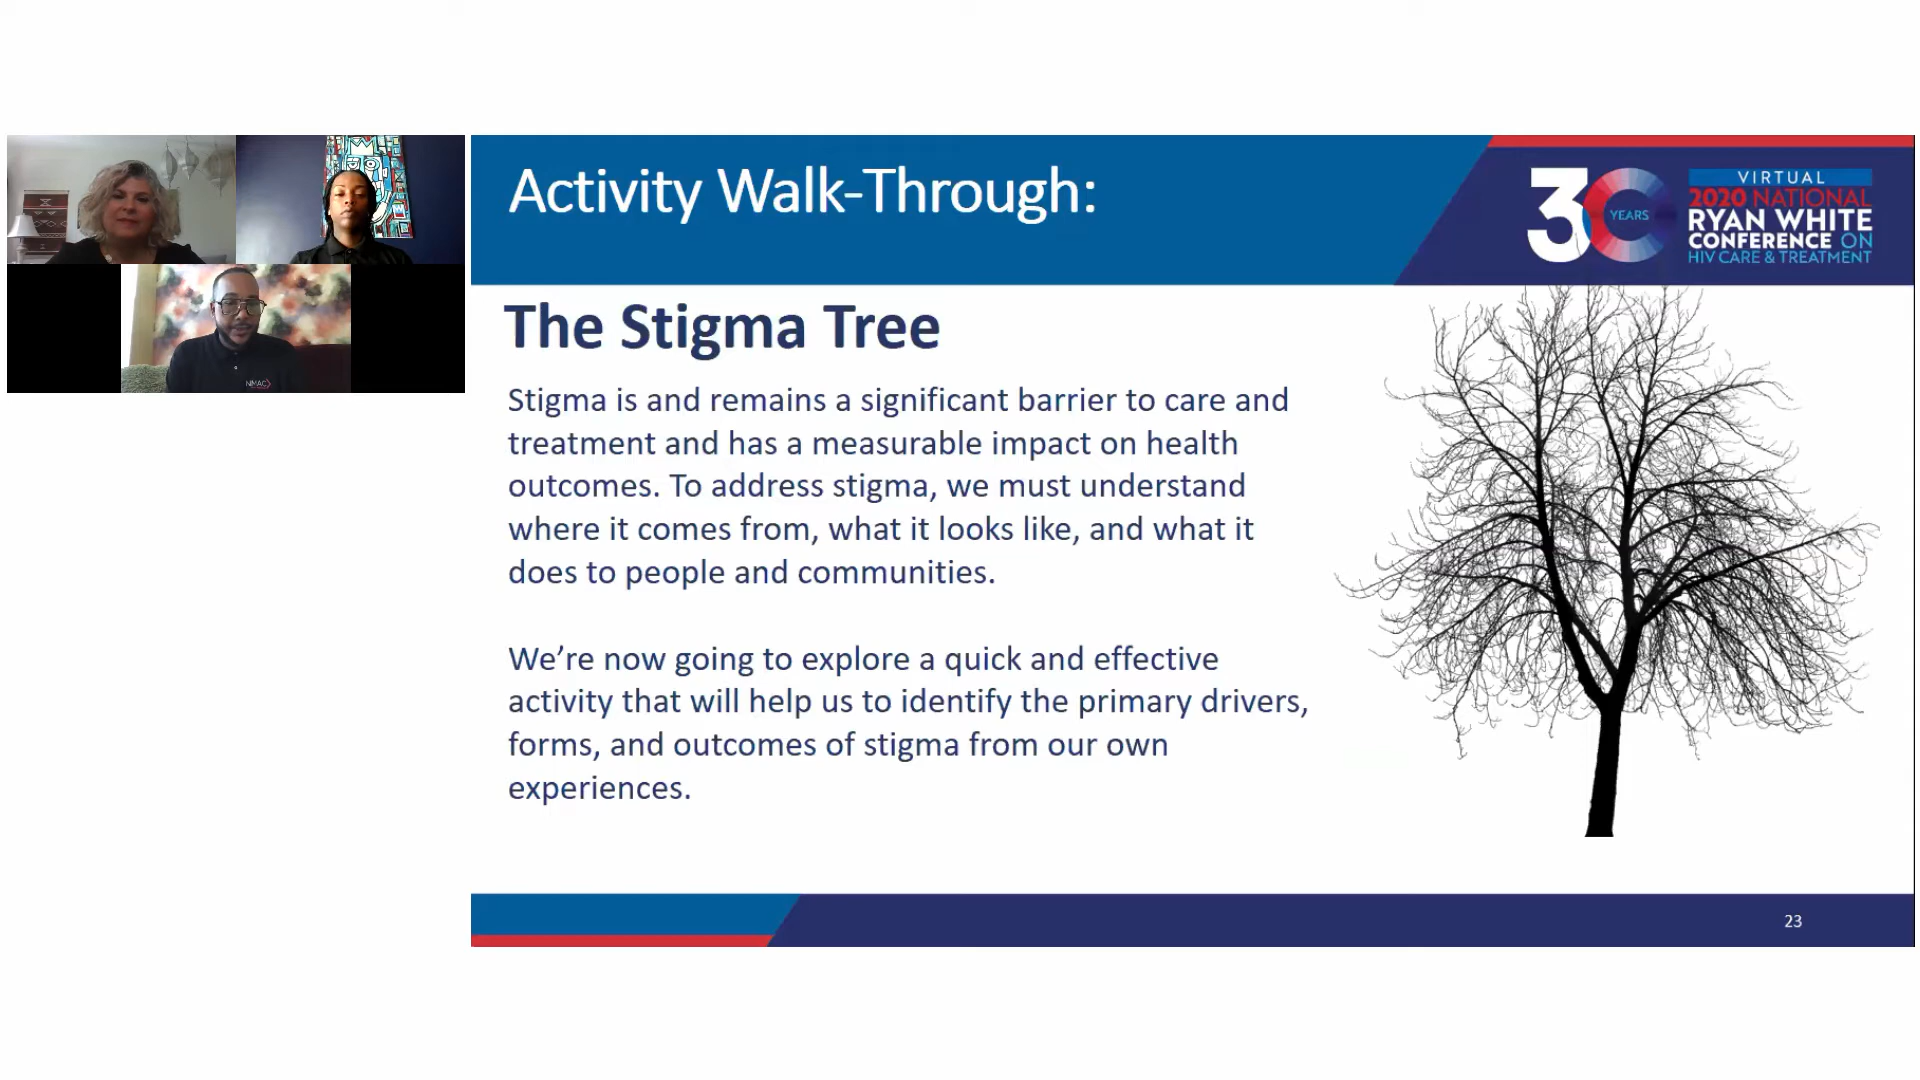 Activity Walk-Through:
30
YEARS
VIRTUAL
2020 NATIONAL
RYAN WHITE
CONFERENCE ON
HIV CARE & TREATMENT
The Stigma Tree
Stigma is and remains a significant barrier to care and
treatment and has a measurable impact on health
outcomes. To address stigma, we must understand
where it comes from, what it looks like, and what it
does to people and communities.
We’re now going to explore a quick and effective
activity that will help us to identify the primary drivers,
forms, and outcomes of stigma from our own
experiences.
NMAC
23